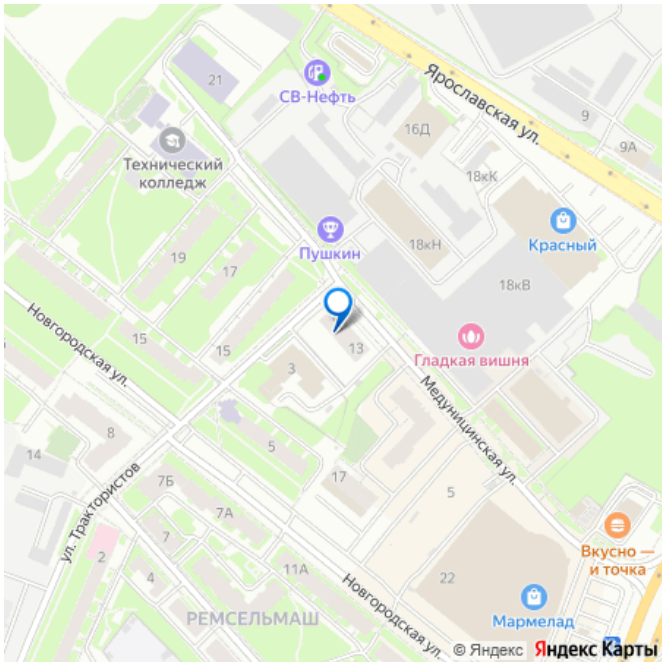 21
СВ-Нефть
Ярославская ул.
9
9А
16Д
Технический
колледж
18кК
Пушкин
18кН
Красный
19
17
18кВ
Новгородская ул.
15
15
13
Гладкая вишня
3
Медуницинская ул.
14
8
5
17
ул. Трактористов
7Б
7А
5
7
2
4
11А
22
Вкусно —
и точка
РЕМСЕЛЬМАШ
Новгородская ул.
Мармелад
© Яндекс Яндекс Карты